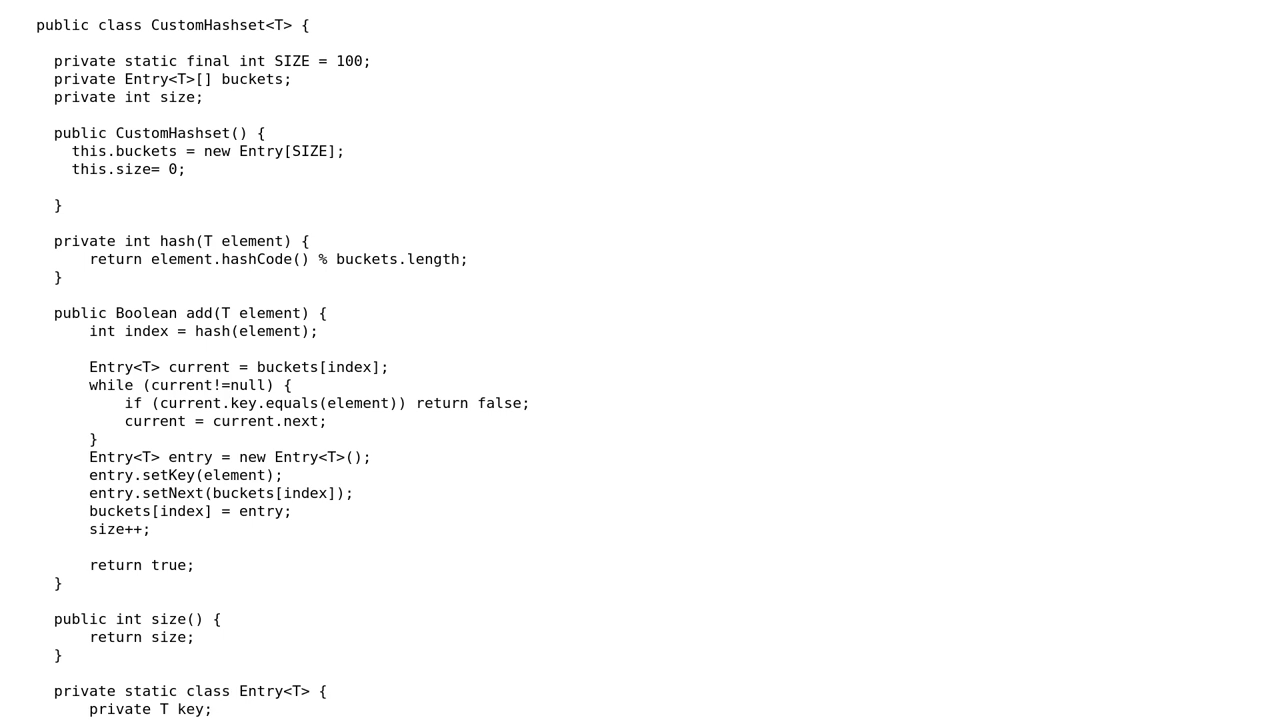 public class CustomHashset<T> {
private static final int SIZE = 100;
private Entry<T>[] buckets;
private int size;
public CustomHashset() {
this.buckets = new Entry[SIZE];
this.size= 0;
}
private int hash(T element) {
return element.hashCode() % buckets.length;
}
public Boolean add(T element) {
int index = hash(element);
Entry<T> current = buckets[index];
while (current!=null) {
if (current.key.equals(element)) return false;
current = current.next;
}
Entry<T> entry = new Entry<T>();
entry.setKey(element);
entry.setNext(buckets[index]);
buckets[index] = entry;
size++;
return true;
}
public int size() {
return size;
}
private static class Entry<T> {
private T key;